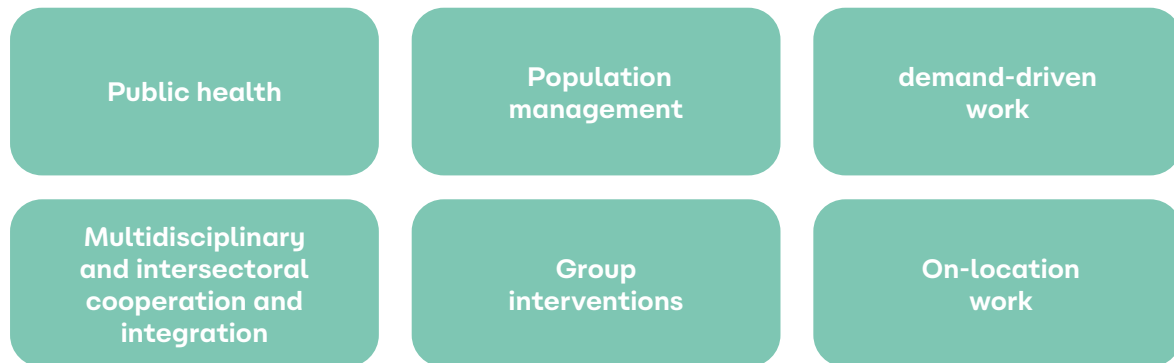 Public health
Population
management
demand-driven
work
Multidisciplinary
and intersectoral
cooperation and
integration
Group
interventions
On-location
work